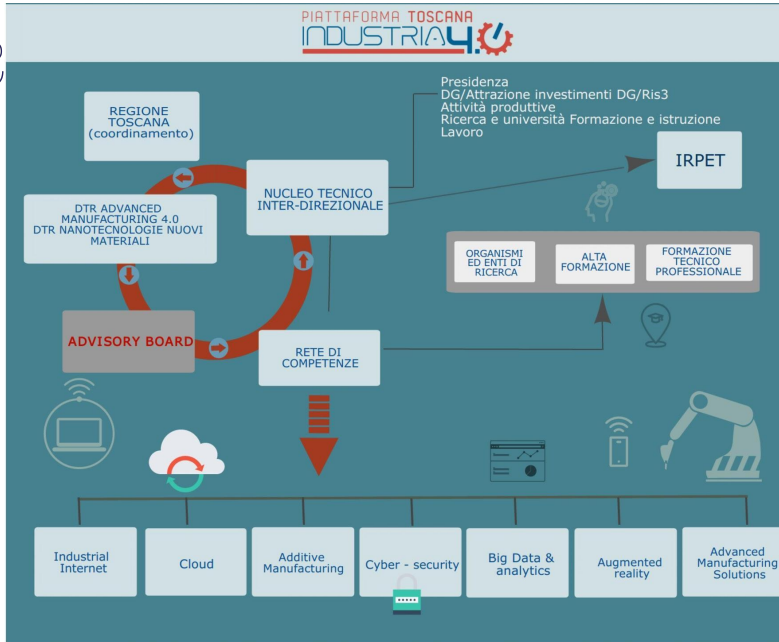 PIATTAFORMA TOSCANA
INDUSTRIA4.0
Presidenza
DG/Attrazione investimenti DG/Ris3
Attività produttive
Ricerca e università Formazione e istruzione
Lavoro
REGIONE
TOSCANA
(coordinamento)
NUCLEO TECNICO
INTER-DIREZIONALE
IRPET
DTR ADVANCED
MANUFACTURING 4.0
DTR NANOTECNOLOGIE NUOVI
MATERIALI
ORGANISMI
ED ENTI DI
RICERCA
ALTA
FORMAZIONE
FORMAZIONE
TECNICO
PROFESSIONALE
ADVISORY BOARD
RETE DI
COMPETENZE
Industrial
Internet
Cloud
Additive
Manufacturing
Cyber - security
Big Data &
analytics
Augmented
reality
Advanced
Manufacturing
Solutions